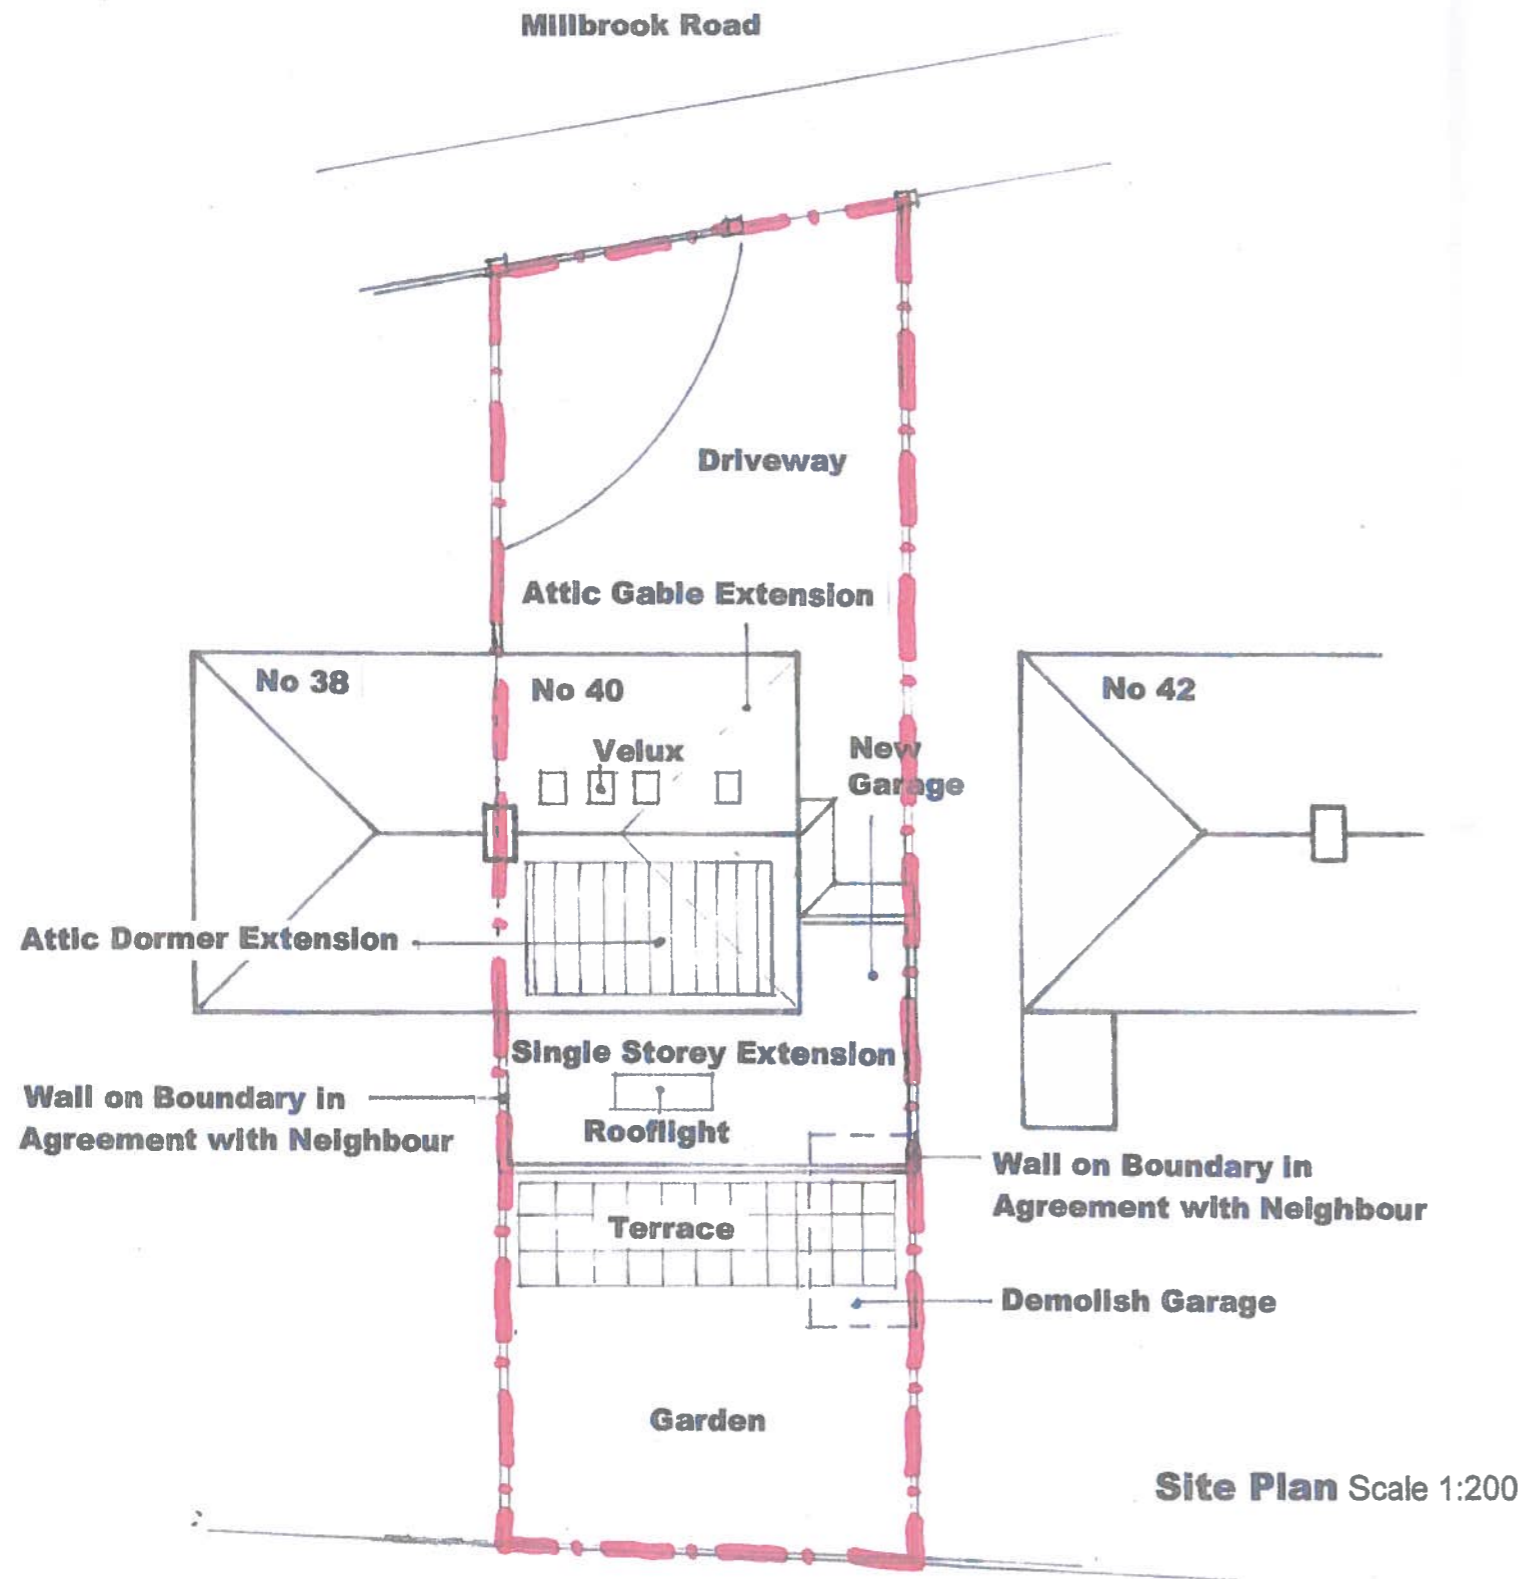 Millbrook Road
Driveway
Attic Gable Extension
No 38
No 40
No 42
Velux
New
Garage
Attic Dormer Extension
Single Storey Extension
Wall on Boundary in
Agreement with Neighbour
Rooflight
Wall on Boundary in
Agreement with Neighbour
Terrace
Demolish Garage
Garden
Site Plan Scale 1:200